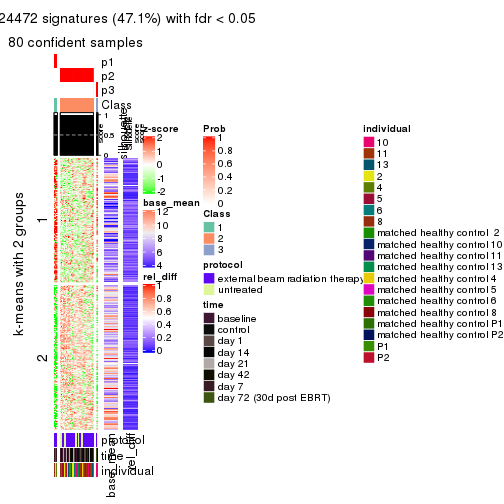 24472 signatures (47.1%) with fdr < 0.05
80 confident samples
p1
p2
p3
Class
1
0.5
0
silhouette score
k-means with 2 groups
1
2
protocol
time
individual
base_mean
rel_diff
z-score
2
1
0
-1
-2
base_mean
12
10
8
6
4
rel_diff
1
0.8
0.6
0.4
0.2
0
Prob
1
0.8
0.6
0.4
0.2
0
Class
1
2
3
protocol
external beam radiation therapy
untreated
time
baseline
control
day 1
day 14
day 21
day 42
day 7
day 72 (30d post EBRT)
individual
10
11
13
2
4
5
6
8
matched healthy control 2
matched healthy control 10
matched healthy control 11
matched healthy control 13
matched healthy control 4
matched healthy control 5
matched healthy control 6
matched healthy control 8
matched healthy control P1
matched healthy control P2
P1
P2